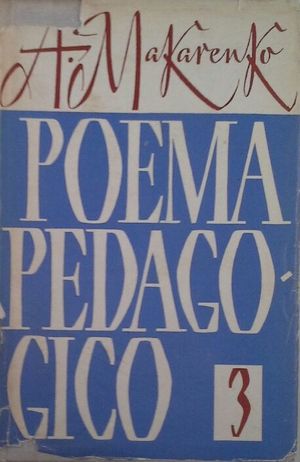 A. Makarenko
POEMA
PEDAGO-
GICO 3